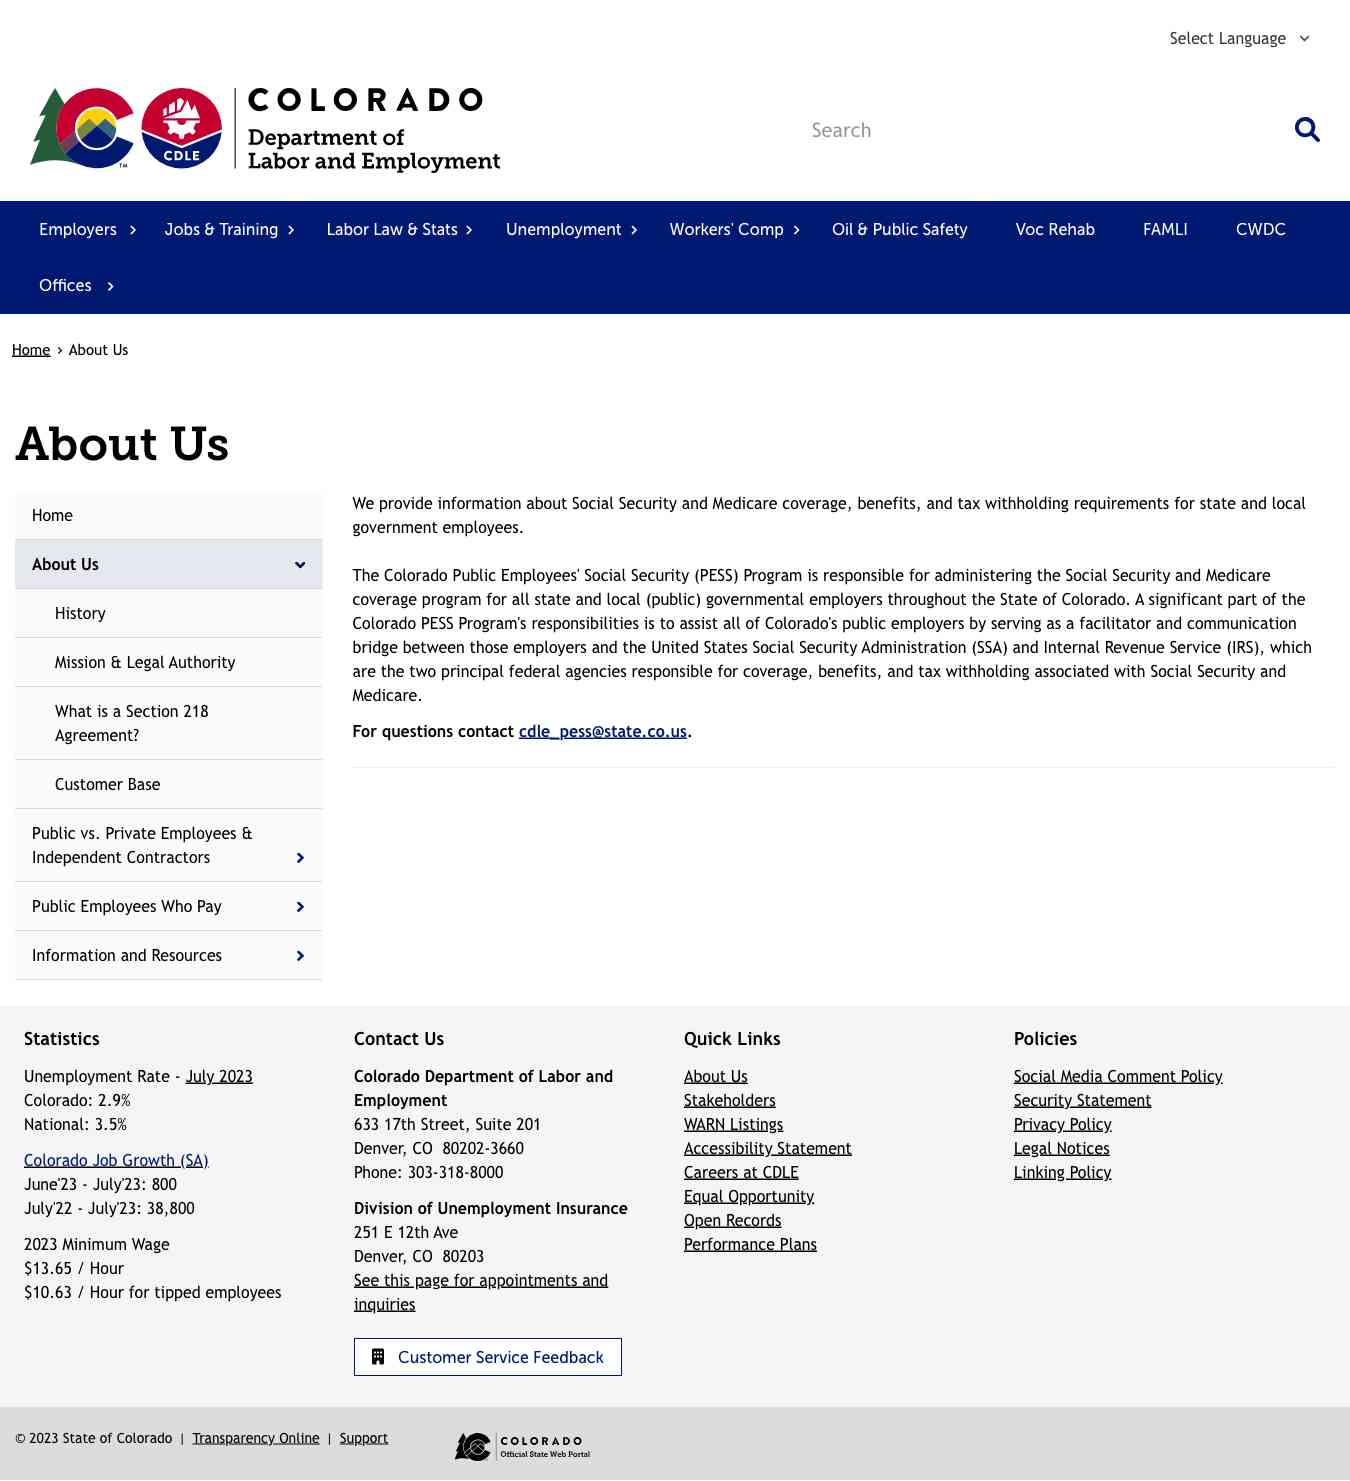 Select Language
COLORADO
Department of
Labor and Employment
CDLE
TM
Search
Employers
Jobs & Training
Labor Law & Stats
Unemployment
Workers' Comp
Oil & Public Safety
Voc Rehab
FAMLI
CWDC
Offices
Home › About Us
About Us
Home
About Us
History
Mission & Legal Authority
What is a Section 218
Agreement?
Customer Base
Public vs. Private Employees &
Independent Contractors
Public Employees Who Pay
Information and Resources
We provide information about Social Security and Medicare coverage, benefits, and tax withholding requirements for state and local
government employees.
The Colorado Public Employees' Social Security (PESS) Program is responsible for administering the Social Security and Medicare
coverage program for all state and local (public) governmental employers throughout the State of Colorado. A significant part of the
Colorado PESS Program's responsibilities is to assist all of Colorado's public employers by serving as a facilitator and communication
bridge between those employers and the United States Social Security Administration (SSA) and Internal Revenue Service (IRS), which
are the two principal federal agencies responsible for coverage, benefits, and tax withholding associated with Social Security and
Medicare.
For questions contact cdle_pess@state.co.us.
Statistics
Unemployment Rate - July 2023
Colorado: 2.9%
National: 3.5%
Colorado Job Growth (SA)
June'23 - July'23: 800
July'22 - July'23: 38,800
2023 Minimum Wage
$13.65 / Hour
$10.63 / Hour for tipped employees
Contact Us
Colorado Department of Labor and
Employment
633 17th Street, Suite 201
Denver, CO  80202-3660
Phone: 303-318-8000
Division of Unemployment Insurance
251 E 12th Ave
Denver, CO  80203
See this page for appointments and
inquiries
Customer Service Feedback
Quick Links
About Us
Stakeholders
WARN Listings
Accessibility Statement
Careers at CDLE
Equal Opportunity
Open Records
Performance Plans
Policies
Social Media Comment Policy
Security Statement
Privacy Policy
Legal Notices
Linking Policy
© 2023 State of Colorado | Transparency Online | Support
COLORADO
Official State Web Portal